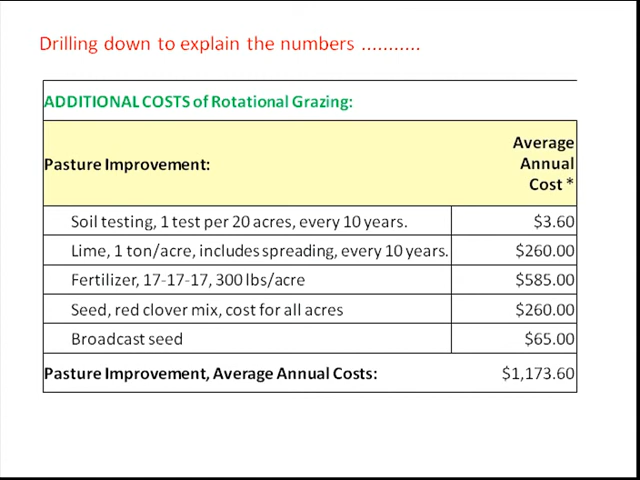 Drilling down to explain the numbers ...........
ADDITIONAL COSTS of Rotational Grazing:
Pasture Improvement: Average Annual Cost *
Soil testing, 1 test per 20 acres, every 10 years. $3.60
Lime, 1 ton/acre, includes spreading, every 10 years. $260.00
Fertilizer, 17-17-17, 300 lbs/acre $585.00
Seed, red clover mix, cost for all acres $260.00
Broadcast seed $65.00
Pasture Improvement, Average Annual Costs: $1,173.60